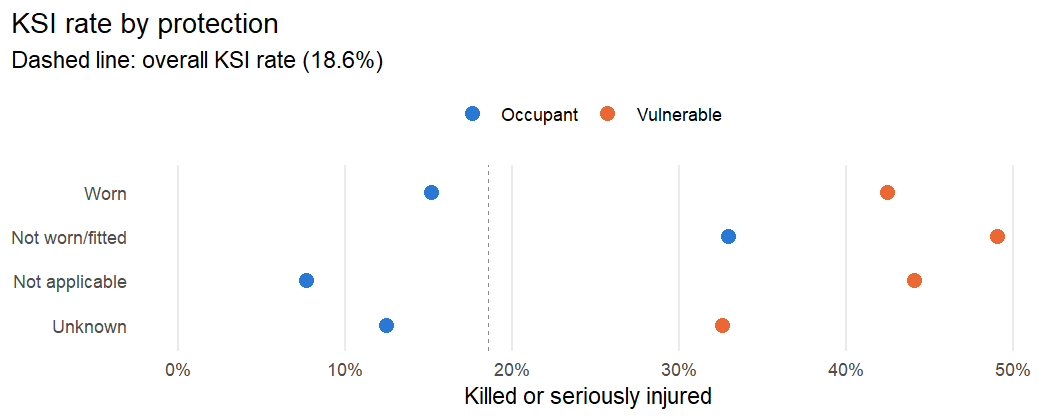 KSI rate by protection
Dashed line: overall KSI rate (18.6%)
Occupant Vulnerable
Worn
Not worn/fitted
Not applicable
Unknown
0% 10% 20% 30% 40% 50%
Killed or seriously injured